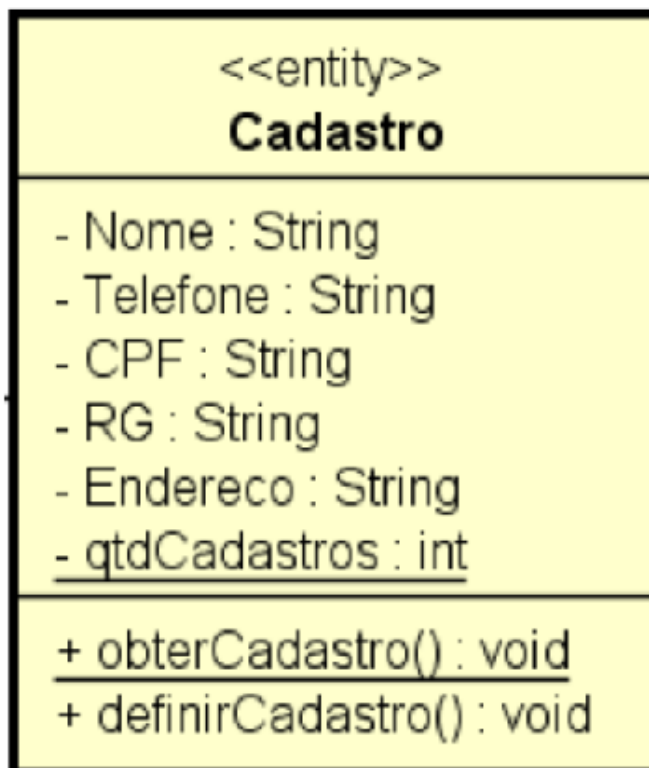 <<entity>>
Cadastro
- Nome : String
- Telefone : String
- CPF : String
- RG : String
- Endereco : String
- qtdCadastros : int
+ obterCadastro() : void
+ definirCadastro() : void